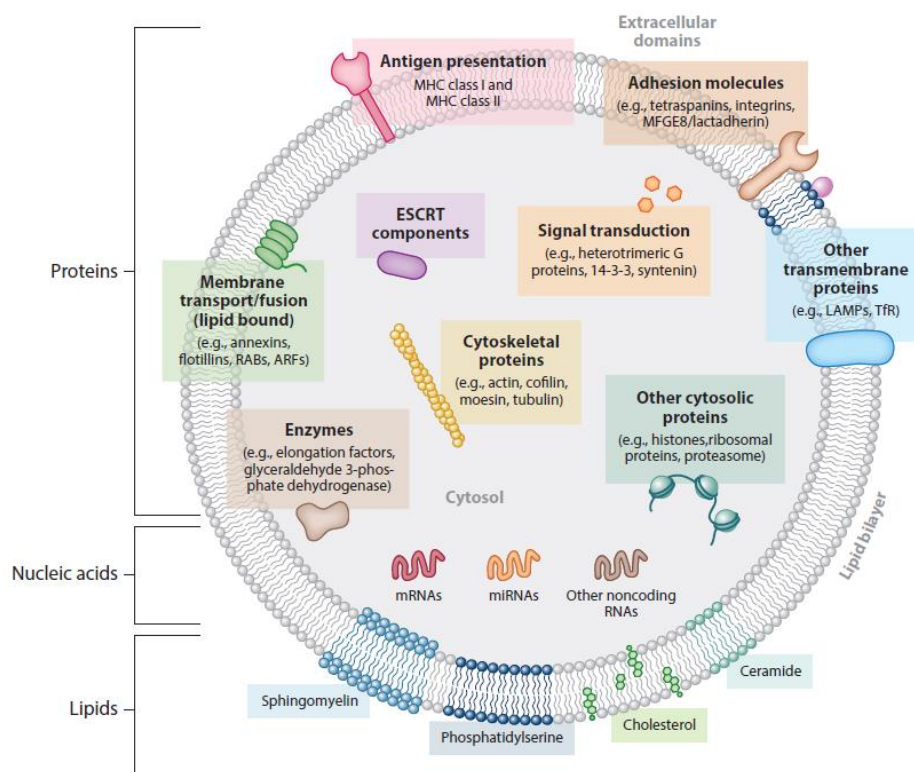 Extracellular
domains
Antigen presentation
MHC class I and
MHC class II
Adhesion molecules
(e.g., tetraspanins, integrins,
MFGE8/lactadherin)
Proteins
ESCRT
components
Signal transduction
(e.g., heterotrimeric G
proteins, 14-3-3, syntenin)
Other
transmembrane
proteins
(e.g., LAMPs, TfR)
Membrane
transport/fusion
(lipid bound)
(e.g., annexins,
flotillins, RABs, ARFs)
Cytoskeletal
proteins
(e.g., actin, cofilin,
moesin, tubulin)
Other cytosolic
proteins
(e.g., histones,ribosomal
proteins, proteasome)
Enzymes
(e.g., elongation factors,
glyceraldehyde 3-phos-
phate dehydrogenase)
Cytosol
Lipid bilayer
Nucleic acids
mRNAs
miRNAs
Other noncoding
RNAs
Lipids
Sphingomyelin
Phosphatidylserine
Cholesterol
Ceramide